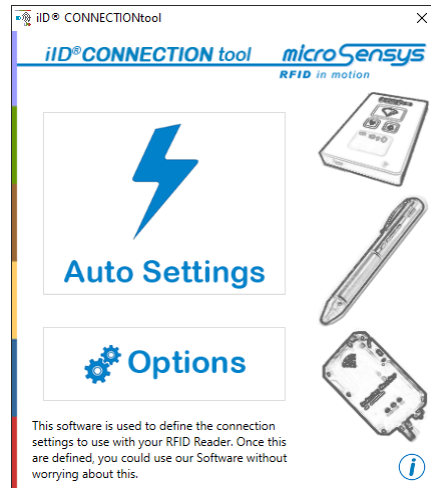 iID® CONNECTIONtool
iID®CONNECTION tool
microSensys
RFID in motion
Auto Settings
Options
This software is used to define the connection
settings to use with your RFID Reader. Once this
are defined, you could use our Software without
worrying about this.
i